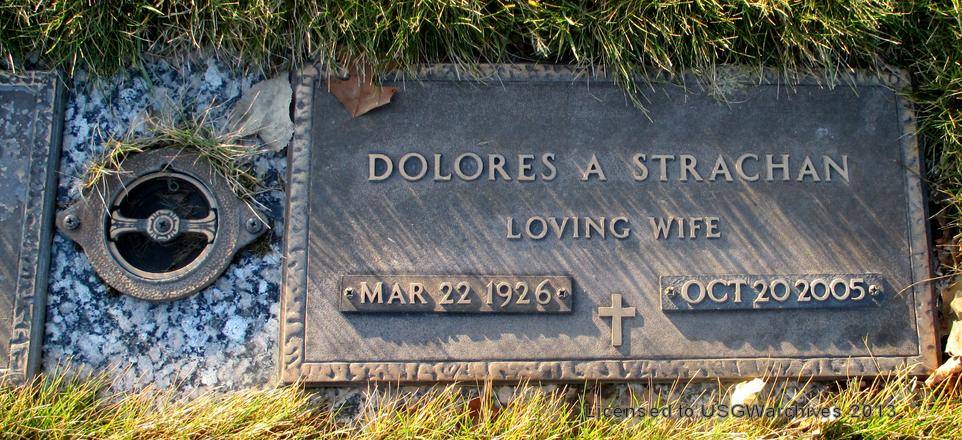 DOLORES A STRACHAN
LOVING WIFE
MAR 22 1926
OCT 20 2005
Licensed to USGWarchives 2013